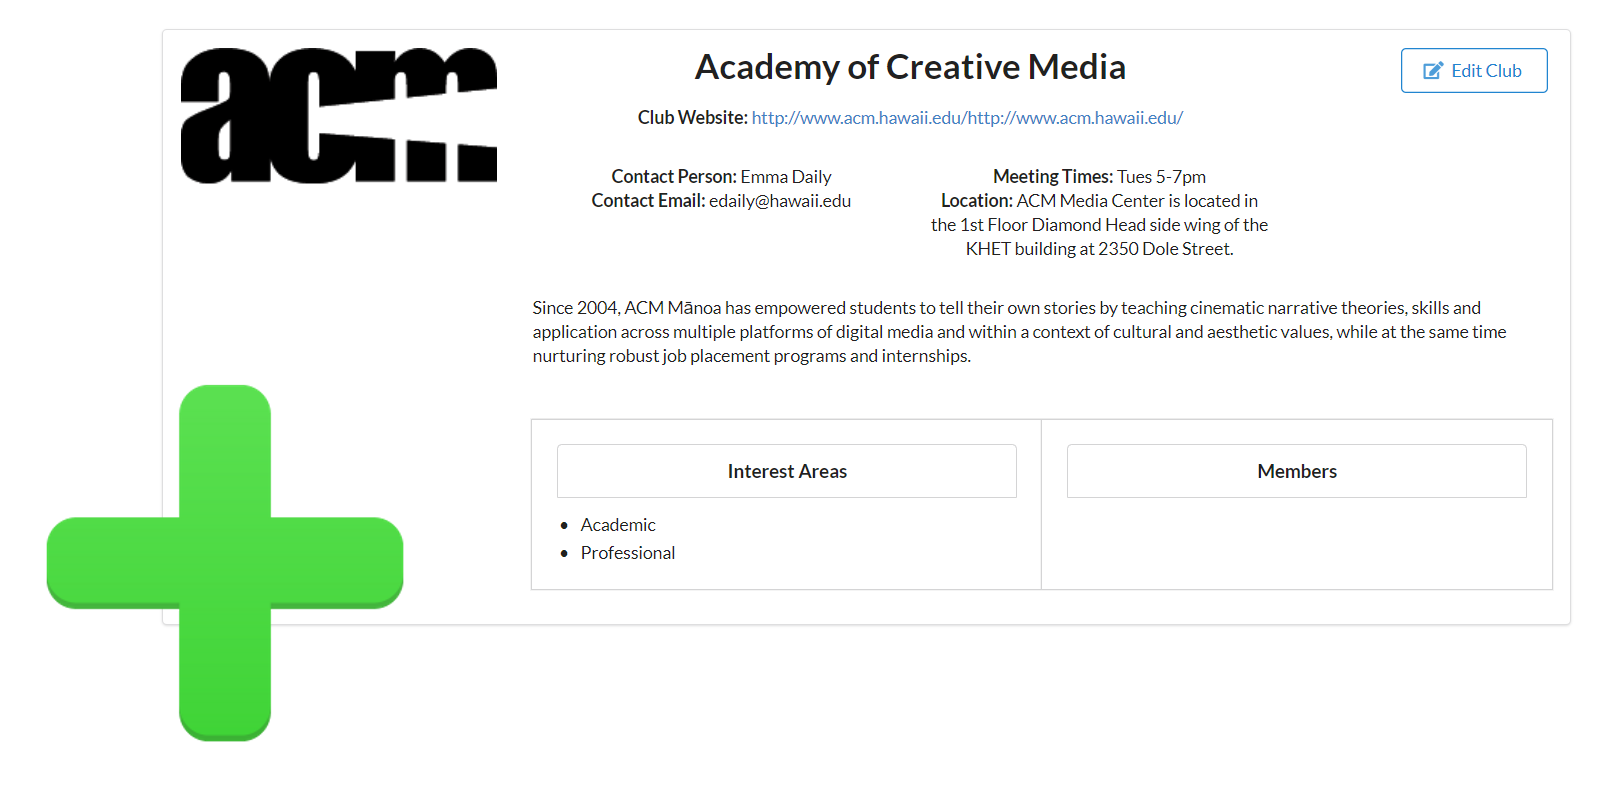 acm
Academy of Creative Media
Edit Club
Club Website: http://www.acm.hawaii.edu/http://www.acm.hawaii.edu/
Contact Person: Emma Daily
Contact Email: edaily@hawaii.edu
Meeting Times: Tues 5-7pm
Location: ACM Media Center is located in
the 1st Floor Diamond Head side wing of the
KHET building at 2350 Dole Street.
Since 2004, ACM Mānoa has empowered students to tell their own stories by teaching cinematic narrative theories, skills and
application across multiple platforms of digital media and within a context of cultural and aesthetic values, while at the same time
nurturing robust job placement programs and internships.
Interest Areas
• Academic
• Professional
Members